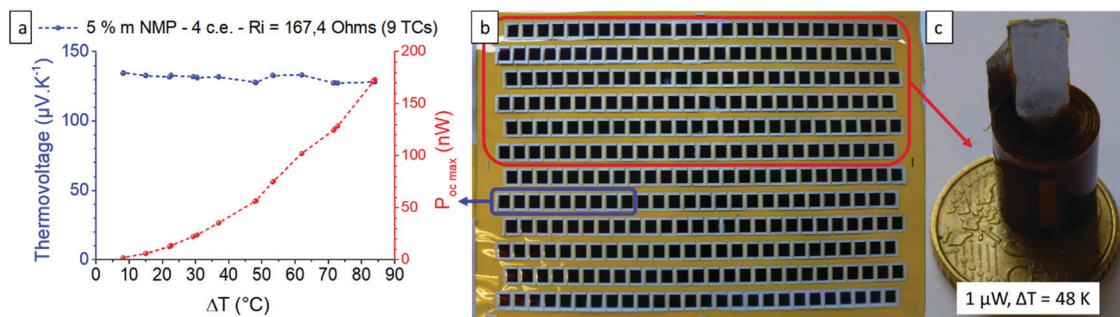 a
5 % m NMP - 4 c.e. - Ri = 167,4 Ohms (9 TCs)
Thermovoltage (µV.K⁻¹)
150
100
50
0
0 10 20 30 40 50 60 70 80 90
ΔT (°C)
200
150
100
50
0
P oc max (nW)
b
c
1 µW, ΔT = 48 K